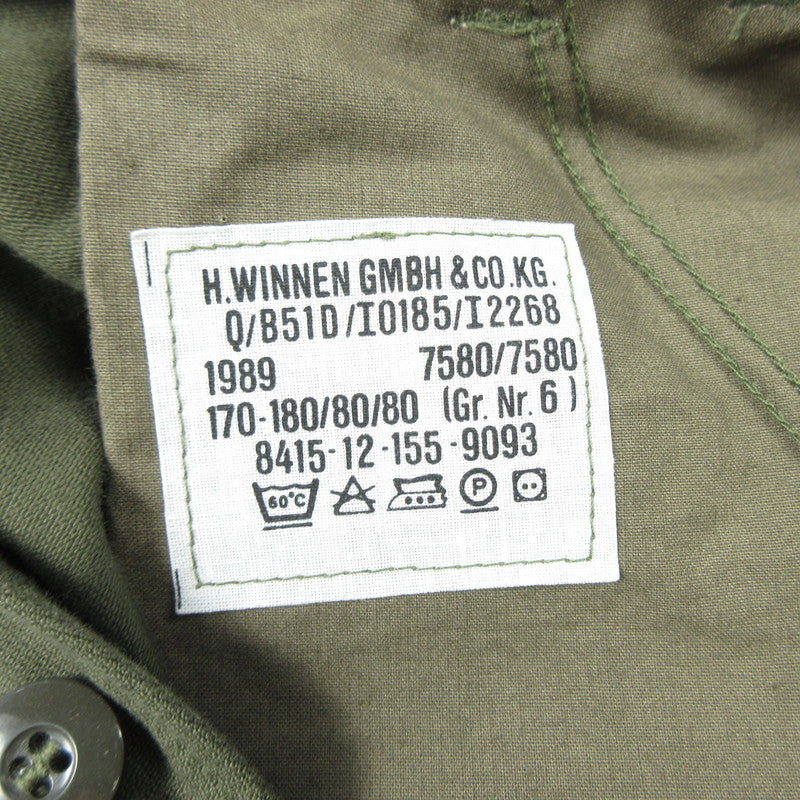 H.WINNEN GMBH & CO.KG.
Q/B51D/I0185/I2268
1989 7580/7580
170-180/80/80 (Gr. Nr. 6 )
8415-12-155-9093
60°C P